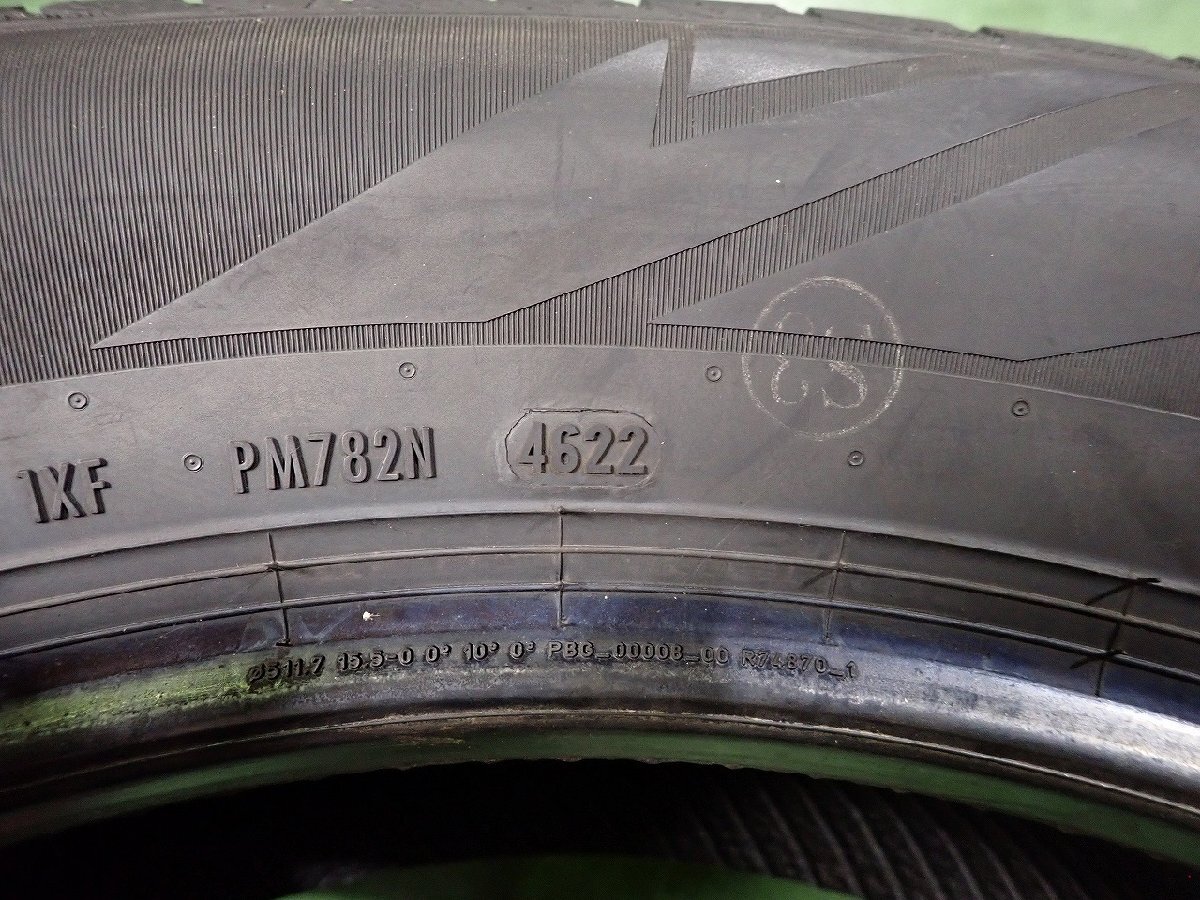 1XF PM782N 4622
ø511.7 15.5-0 0° 10° 0° PBC_00008_00 R74870_1